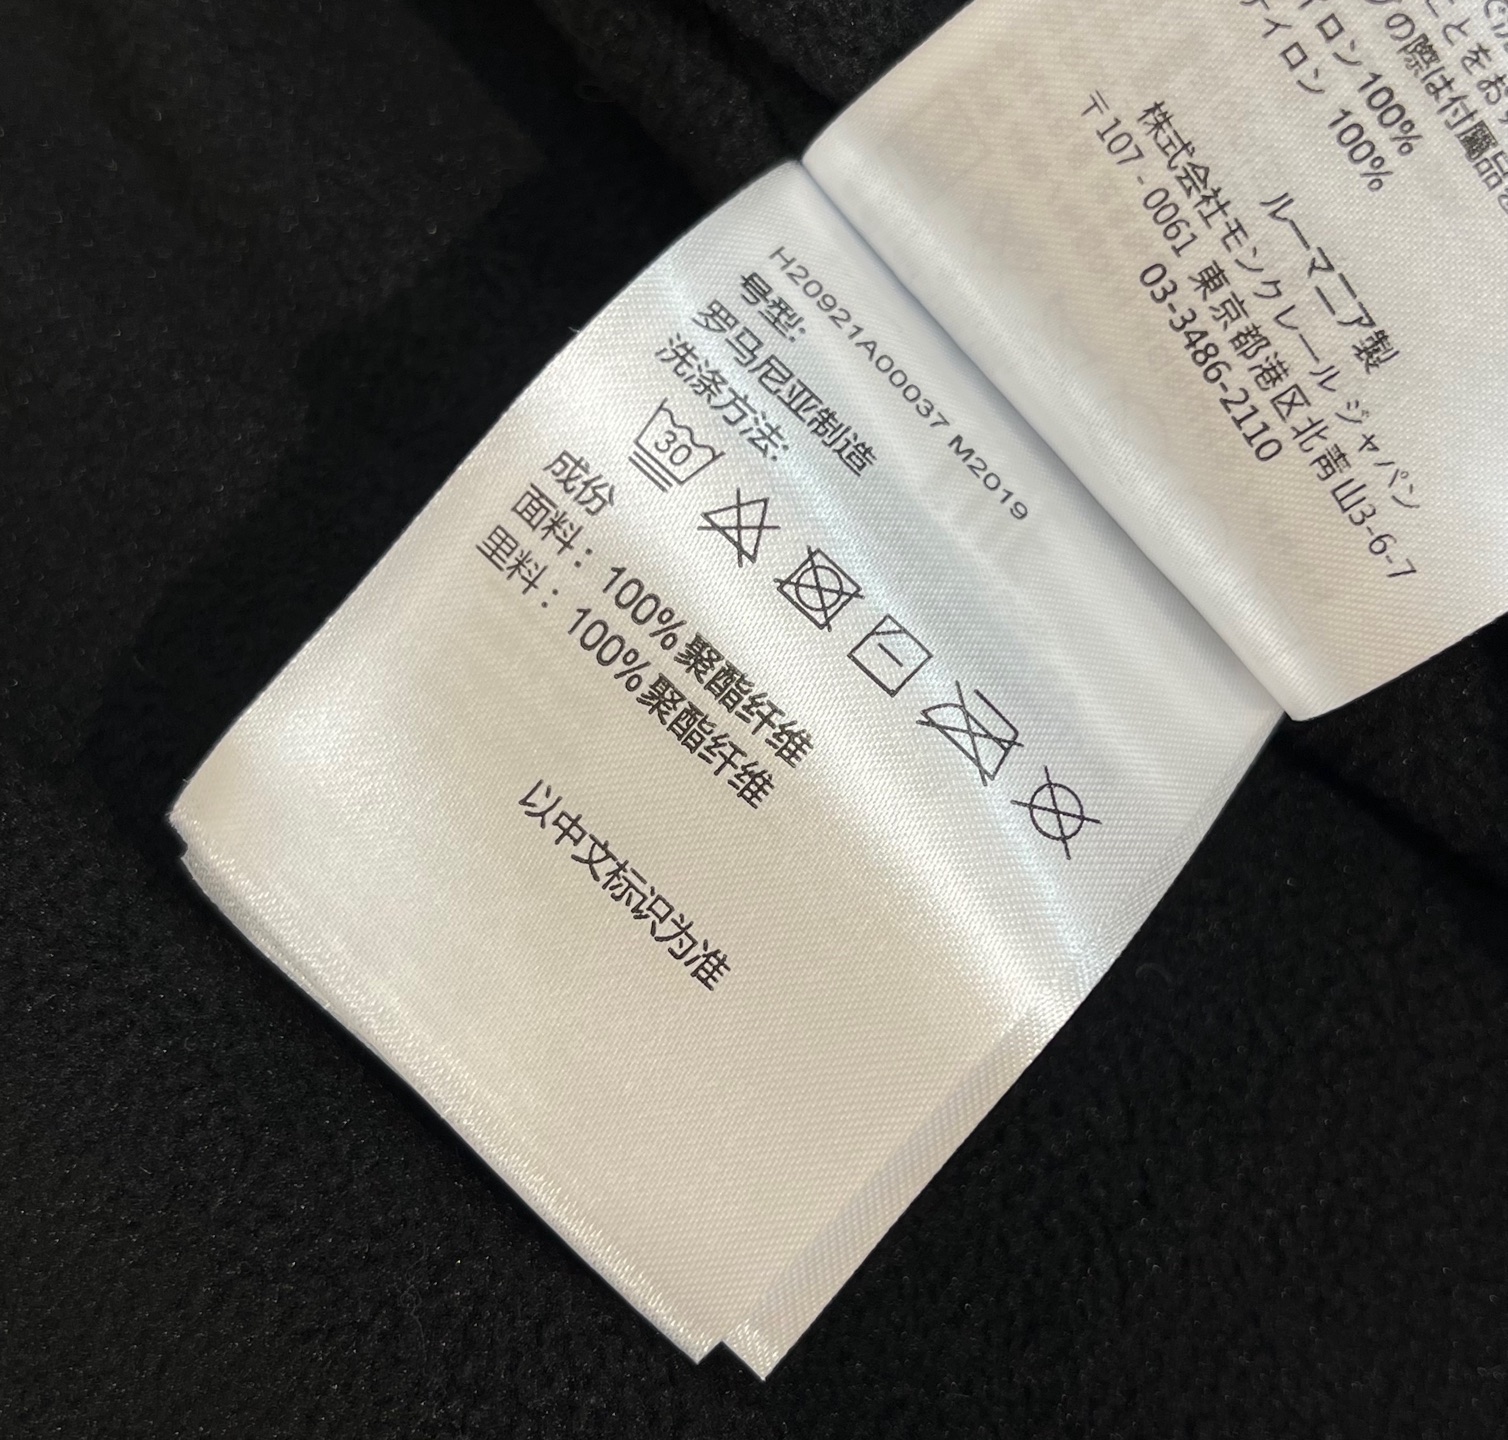 イロン 100%
ナイロン 100%
ルーマニア製
株式会社モンクレール ジャパン
〒107-0061 東京都港区北青山3-6-7
03-3486-2110
H20921A00037 M2019
号型:
罗马尼亚制造
洗涤方法:
30
成份
面料: 100%聚酯纤维
里料: 100%聚酯纤维
以中文标识为准